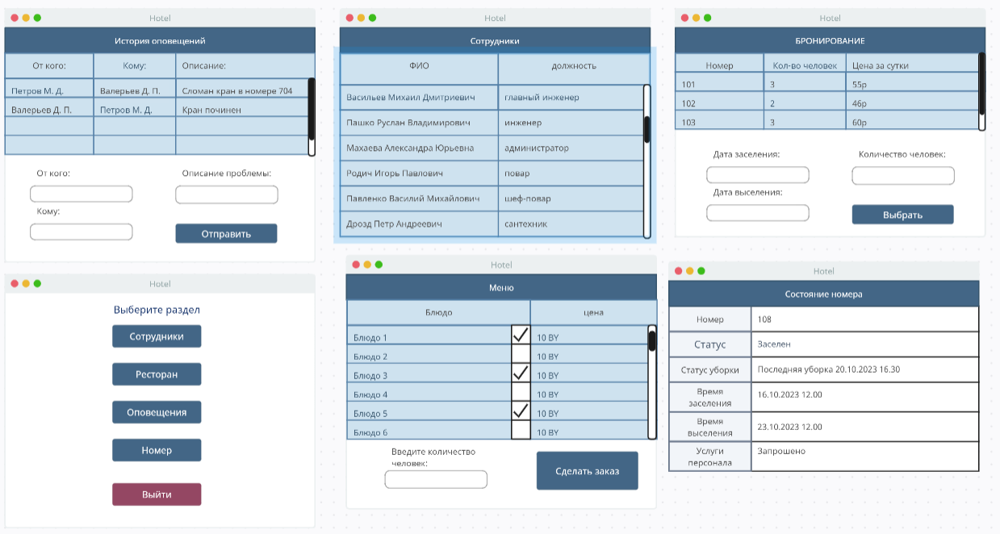 Hotel
История оповещений
От кого: Кому: Описание:
Петров М. Д. Валерьев Д. П. Сломан кран в номере 704
Валерьев Д. П. Петров М. Д. Кран починен
От кого: Описание проблемы:
Кому:
Отправить
Hotel
Сотрудники
ФИО должность
Васильев Михаил Дмитриевич главный инженер
Пашко Руслан Владимирович инженер
Махаева Александра Юрьевна администратор
Родич Игорь Павлович повар
Павленко Василий Михайлович шеф-повар
Дрозд Петр Андреевич сантехник
Hotel
БРОНИРОВАНИЕ
Номер Кол-во человек Цена за сутки
101 3 55р
102 2 46р
103 3 60р
Дата заселения: Количество человек:
Дата выселения:
Выбрать
Hotel
Выберите раздел
Сотрудники
Ресторан
Оповещения
Номер
Выйти
Hotel
Меню
Блюдо цена
Блюдо 1 10 BY
Блюдо 2 10 BY
Блюдо 3 10 BY
Блюдо 4 10 BY
Блюдо 5 10 BY
Блюдо 6 10 BY
Введите количество
человек:
Сделать заказ
Hotel
Состояние номера
Номер 108
Статус Заселен
Статус уборки Последняя уборка 20.10.2023 16.30
Время
заселения 16.10.2023 12.00
Время
выселения 23.10.2023 12.00
Услуги
персонала Запрошено